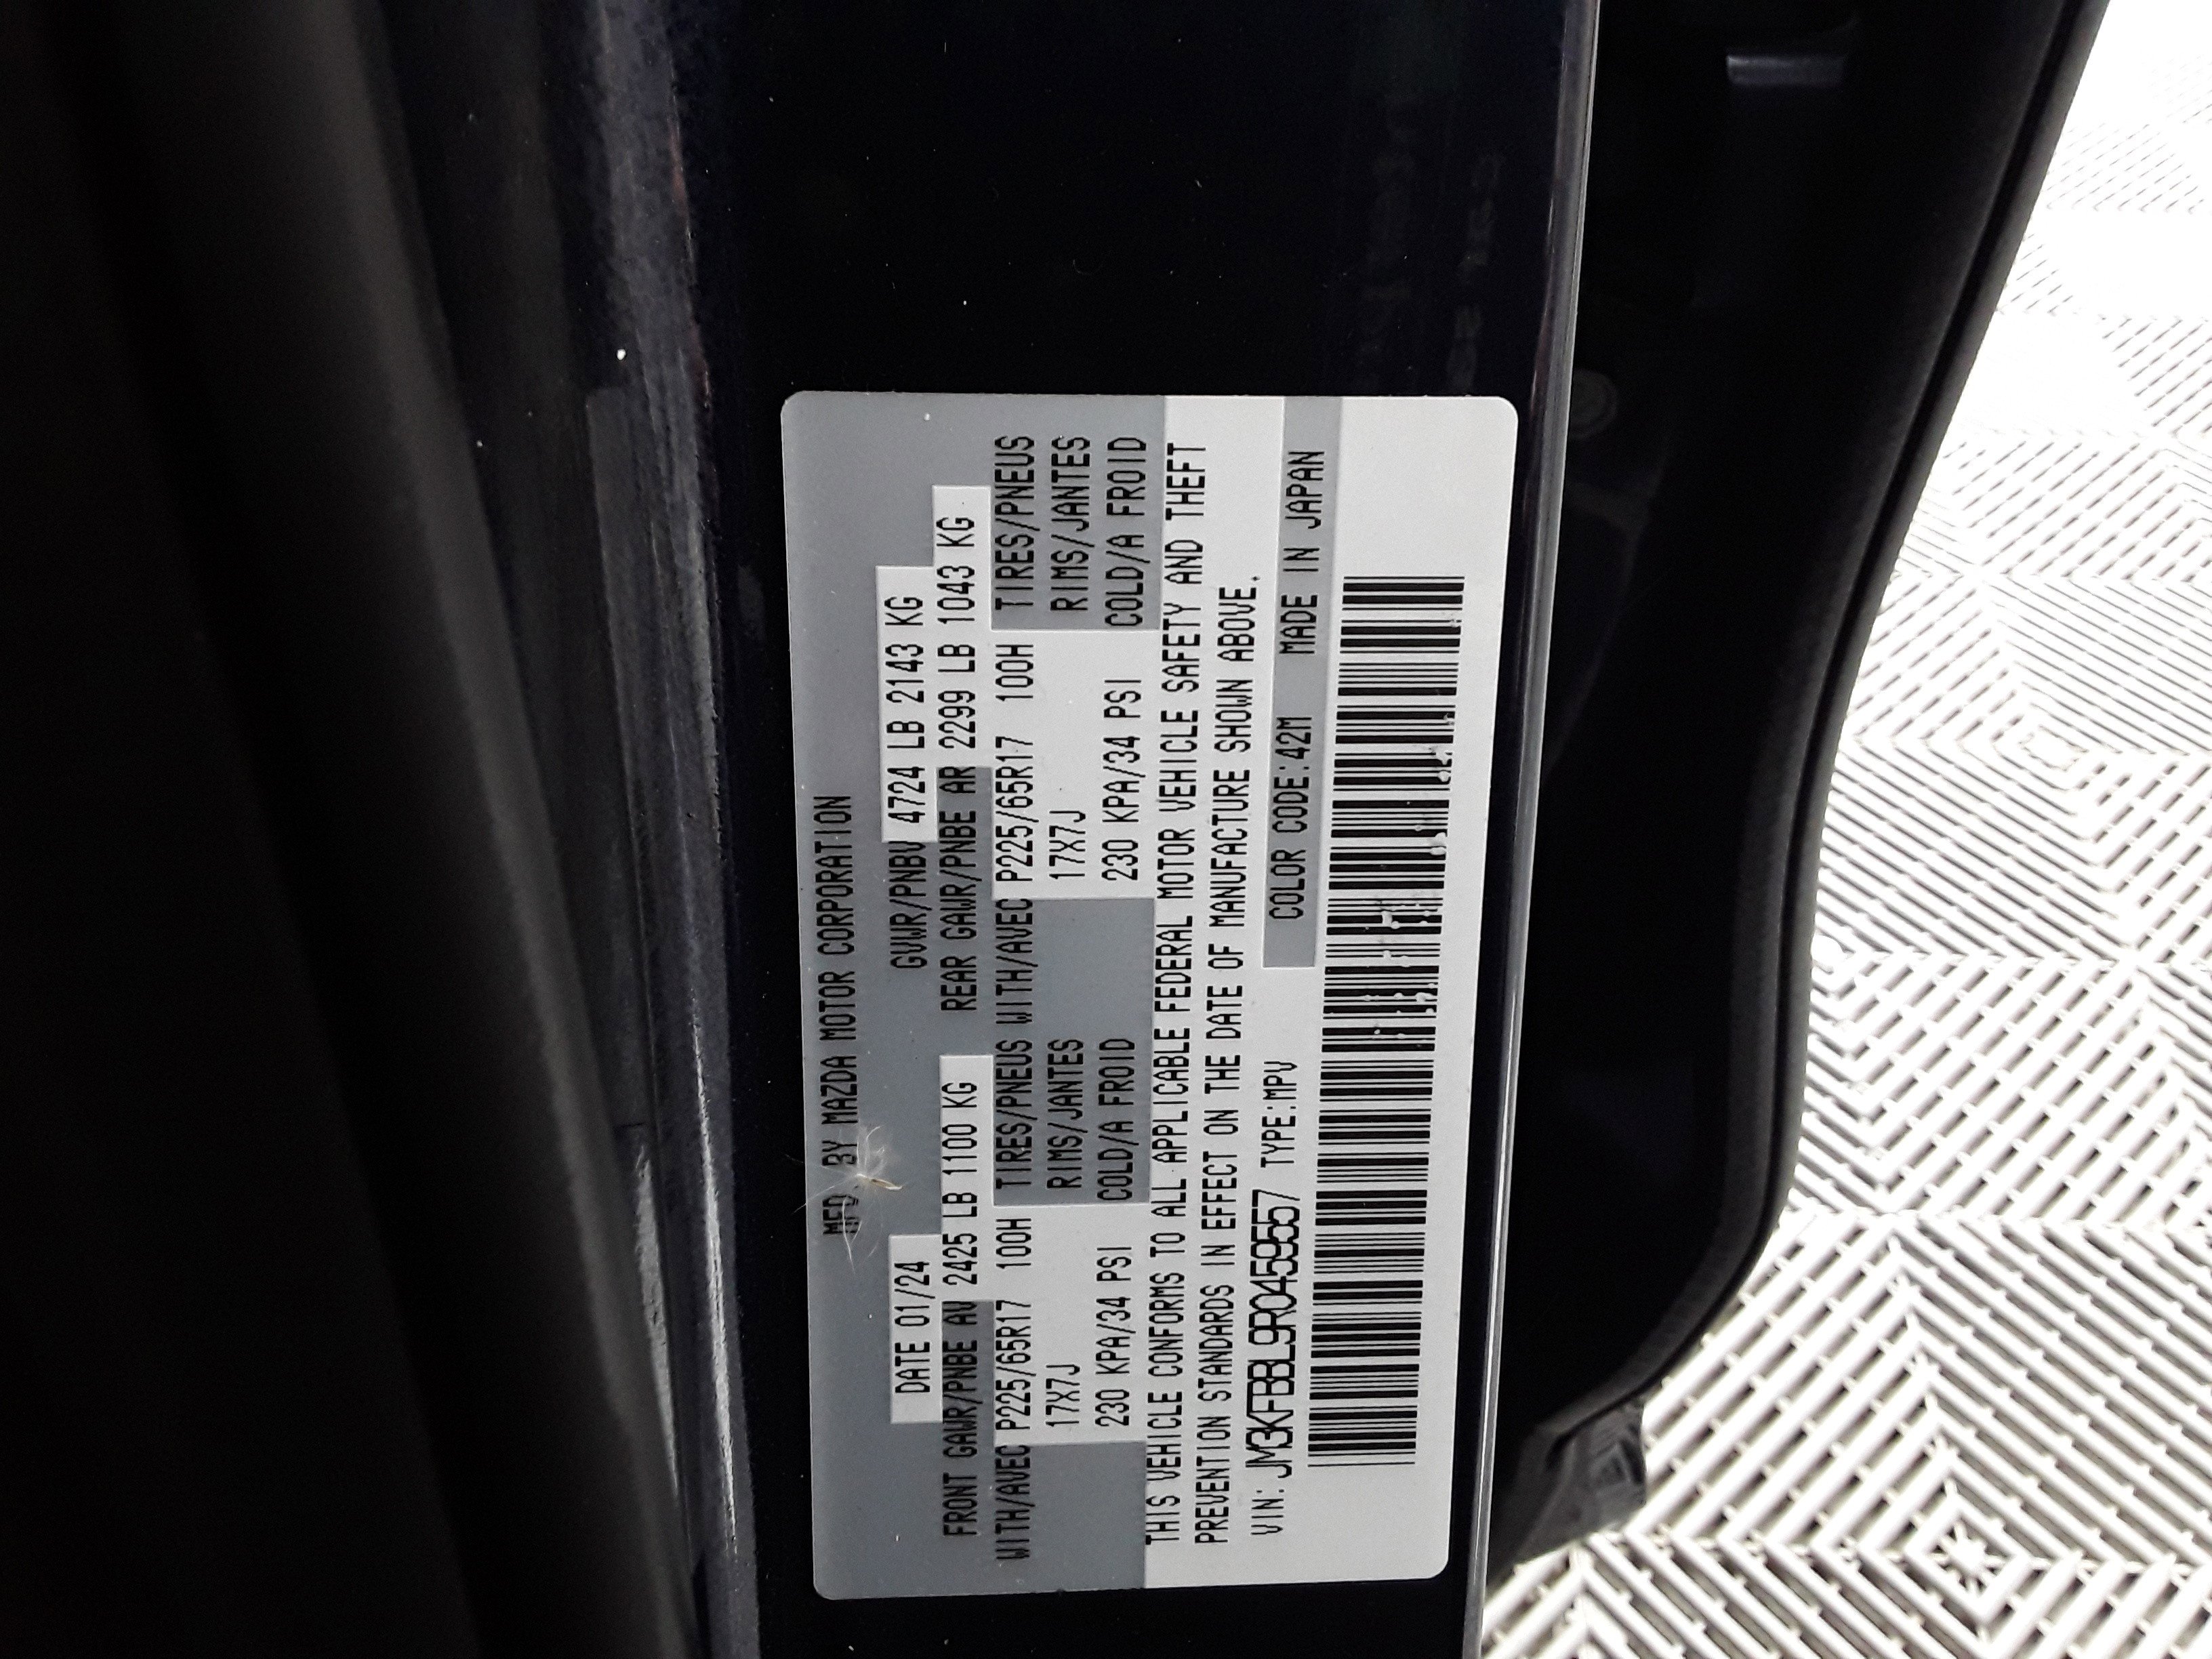 MFD. BY MAZDA MOTOR CORPORATION
DATE 01/24 GVWR/PNBV 4724 LB 2143 KG
FRONT GAWR/PNBE AV 2425 LB 1100 KG REAR GAWR/PNBE AR 2299 LB 1043 KG
WITH/AVEC P225/65R17 100H TIRES/PNEUS WITH/AVEC P225/65R17 100H TIRES/PNEUS
17X7J RIMS/JANTES 17X7J RIMS/JANTES
230 KPA/34 PSI COLD/A FROID 230 KPA/34 PSI COLD/A FROID
THIS VEHICLE CONFORMS TO ALL APPLICABLE FEDERAL MOTOR VEHICLE SAFETY AND THEFT
PREVENTION STANDARDS IN EFFECT ON THE DATE OF MANUFACTURE SHOWN ABOVE.
VIN: JM3KFBBL9R0459557 TYPE:MPV COLOR CODE:42M MADE IN JAPAN